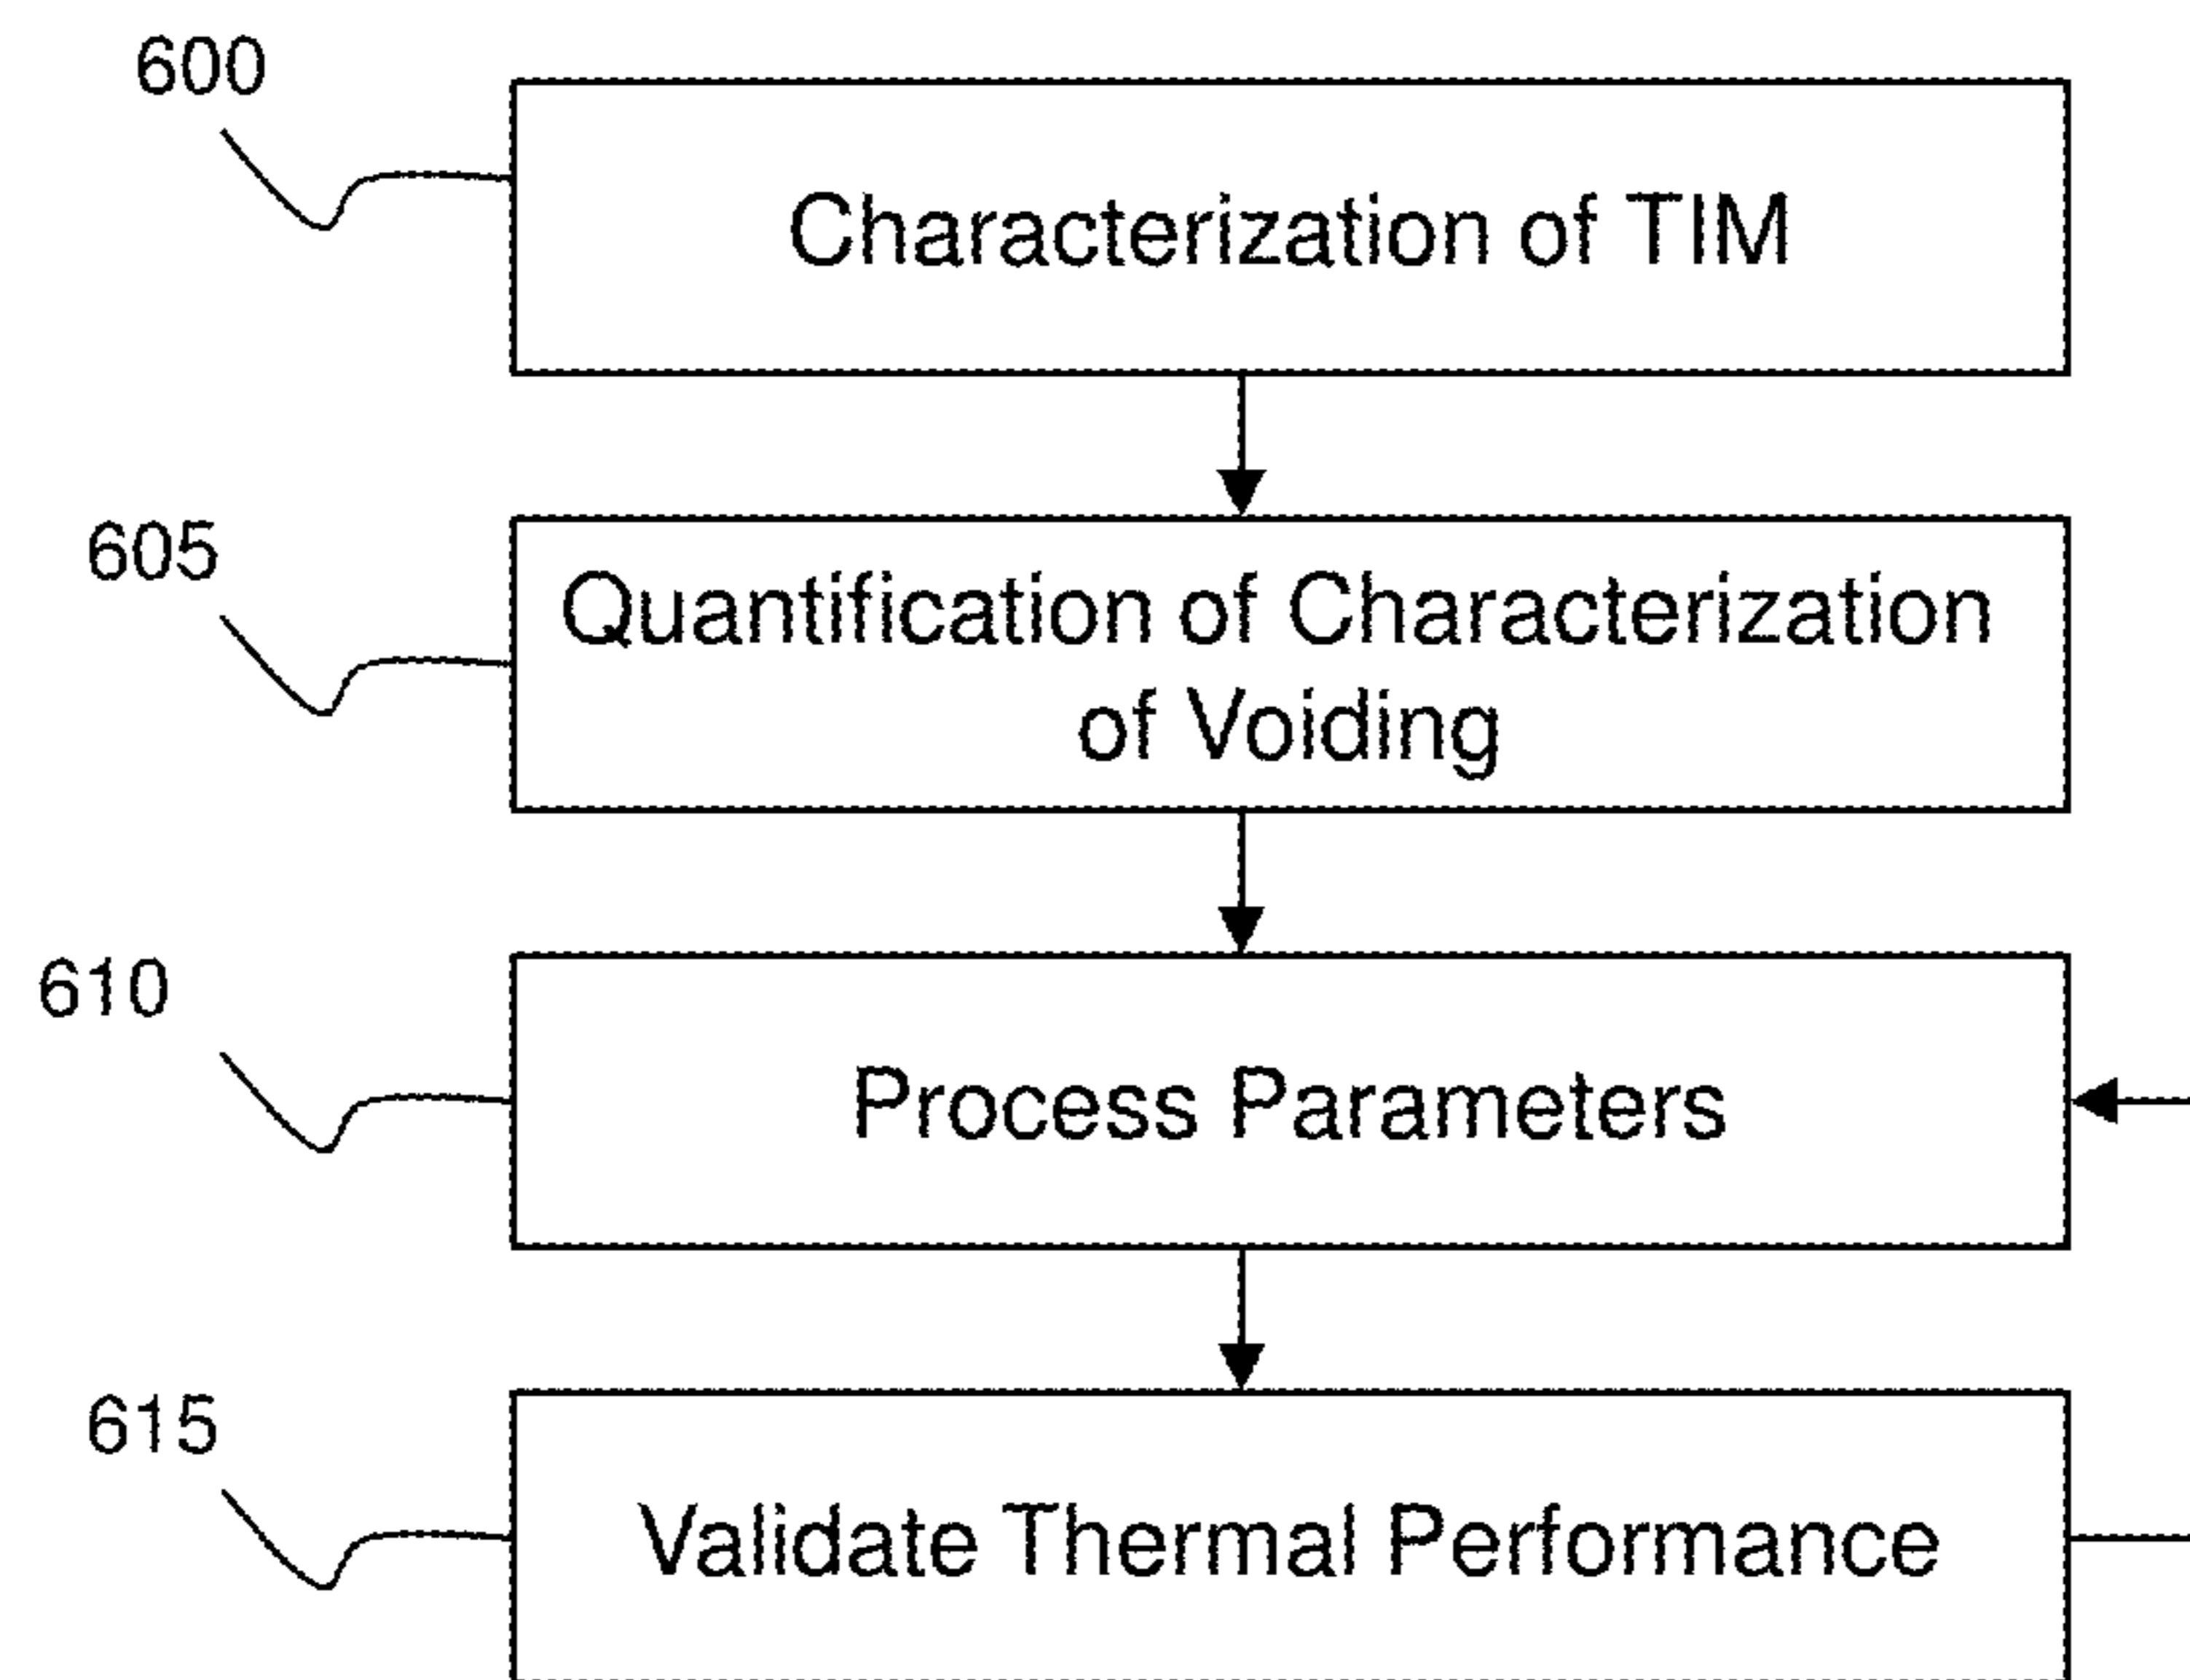 600
Characterization of TIM
605
Quantification of Characterization
of Voiding
610
Process Parameters
615
Validate Thermal Performance